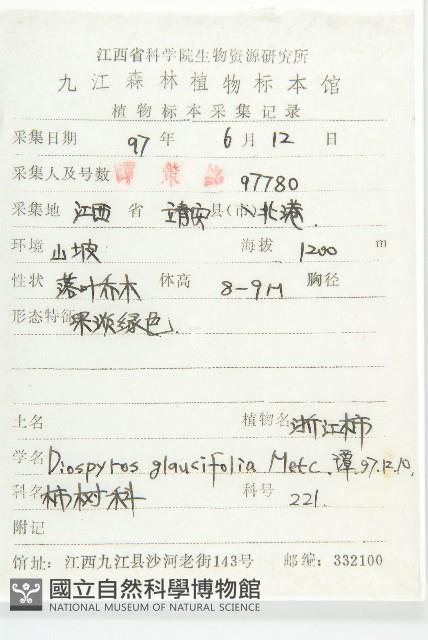 江西省科学院生物资源研究所
九江森林植物标本馆
植物标本采集记录
采集日期 97 年 6 月 12 日
采集人及号数 谭策铭 97780
采集地 江西 省 靖安 县(市) 北港.
环境 山坡 海拔 1200 m
性状 落叶乔木 体高 8-9M 胸径
形态特征 果淡绿色.
土名 植物名 浙江柿
学名 Diospyros glaucifolia Metc. 谭.97.12.10.
科名 柿树科 科号 221.
附记
馆址: 江西九江县沙河老街143号 邮编: 332100
國立自然科學博物館
NATIONAL MUSEUM OF NATURAL SCIENCE